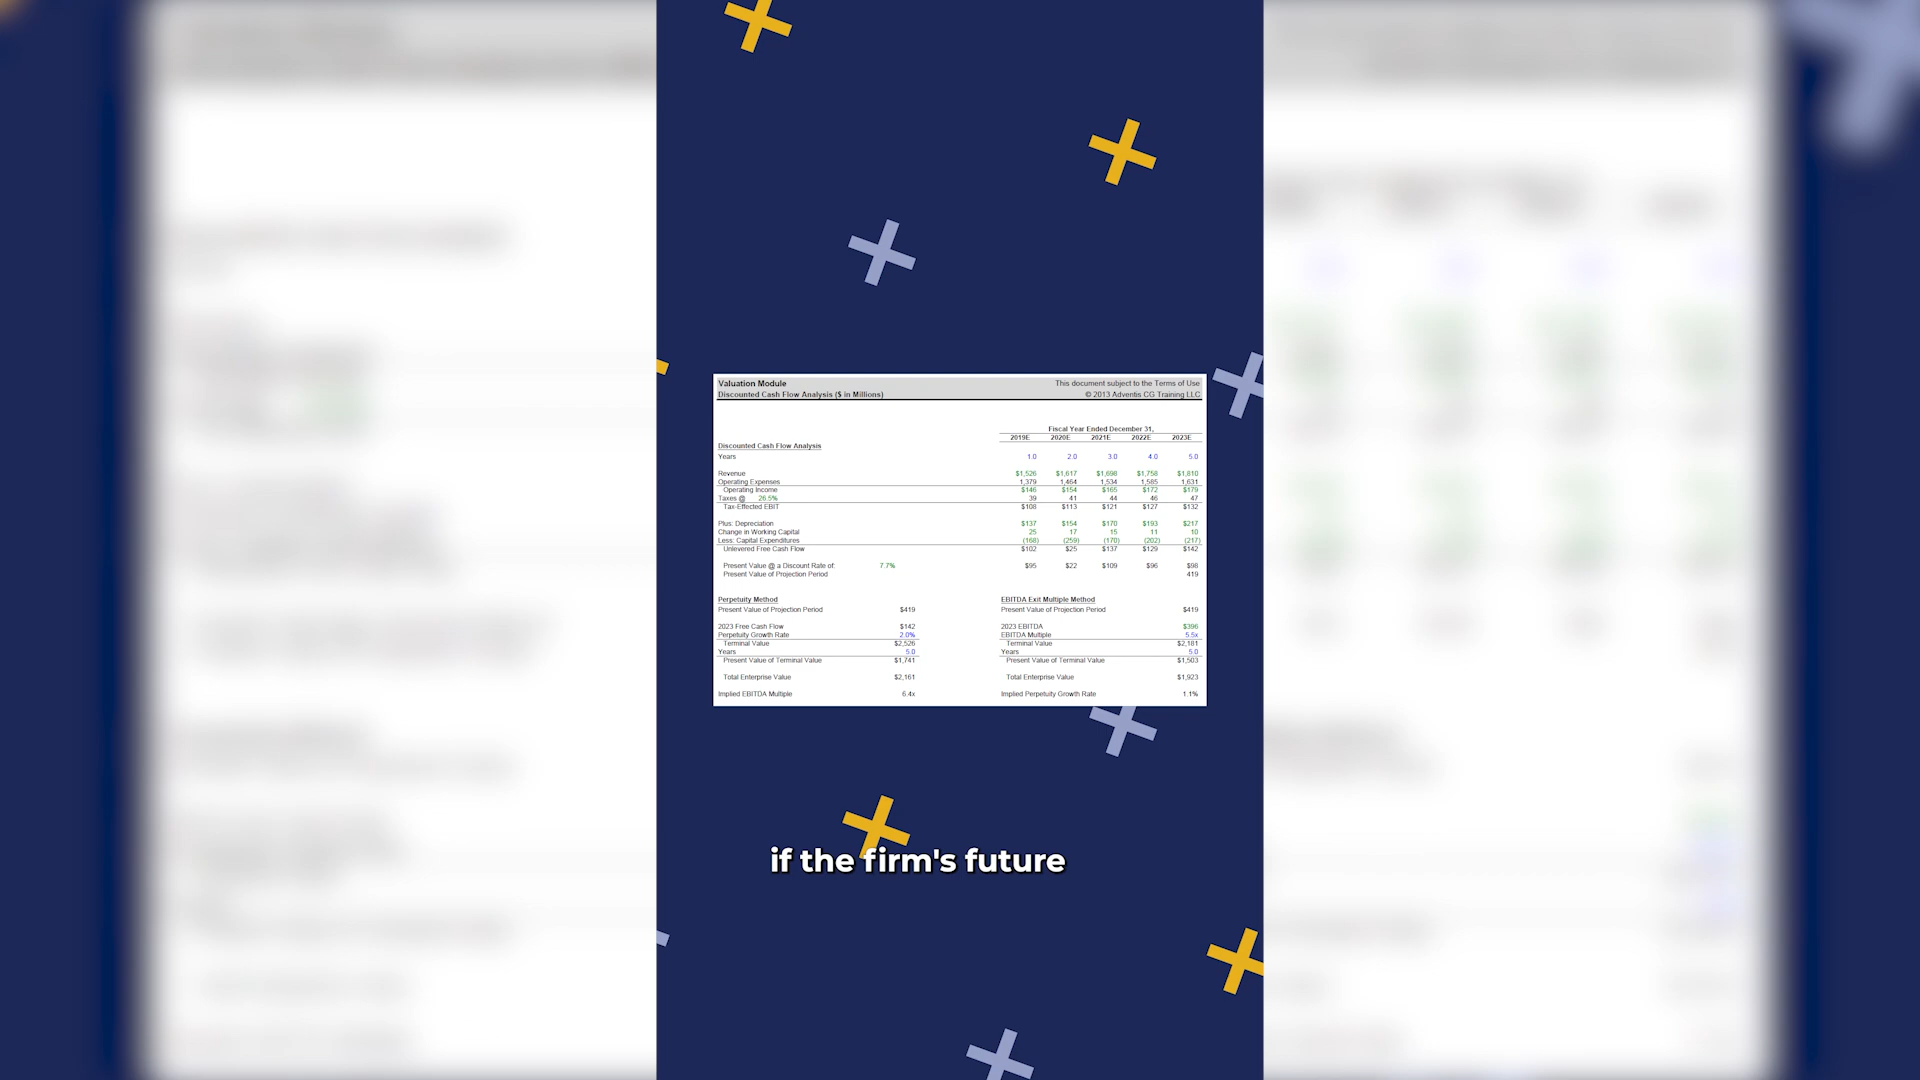 Valuation Module This document subject to the Terms of Use
Discounted Cash Flow Analysis ($ in Millions) © 2013 Adventis CG Training LLC
Fiscal Year Ended December 31,
2019E 2020E 2021E 2022E 2023E
Discounted Cash Flow Analysis
Years 1.0 2.0 3.0 4.0 5.0
Revenue $1,526 $1,617 $1,698 $1,758 $1,810
Operating Expenses 1,379 1,464 1,534 1,585 1,631
Operating Income $146 $154 $165 $172 $179
Taxes @ 26.5% 39 41 44 46 47
Tax-Effected EBIT $108 $113 $121 $127 $132
Plus: Depreciation $137 $154 $170 $193 $217
Change in Working Capital 25 17 15 11 10
Less: Capital Expenditures (168) (259) (170) (202) (217)
Unlevered Free Cash Flow $102 $25 $137 $129 $142
Present Value @ a Discount Rate of: 7.7% $95 $22 $109 $96 $98
Present Value of Projection Period 419
Perpetuity Method EBITDA Exit Multiple Method
Present Value of Projection Period $419 Present Value of Projection Period $419
2023 Free Cash Flow $142 2023 EBITDA $396
Perpetuity Growth Rate 2.0% EBITDA Multiple 5.5x
Terminal Value $2,526 Terminal Value $2,181
Years 5.0 Years 5.0
Present Value of Terminal Value $1,741 Present Value of Terminal Value $1,503
Total Enterprise Value $2,161 Total Enterprise Value $1,923
Implied EBITDA Multiple 6.4x Implied Perpetuity Growth Rate 1.1%
if the firm's future